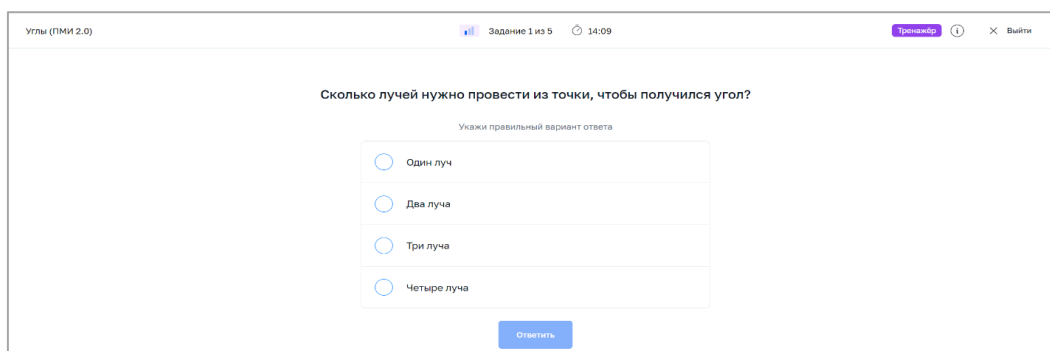 Углы (ПМИ 2.0)
Задание 1 из 5 14:09
Тренажёр
Выйти
Сколько лучей нужно провести из точки, чтобы получился угол?
Укажи правильный вариант ответа
Один луч
Два луча
Три луча
Четыре луча
Ответить